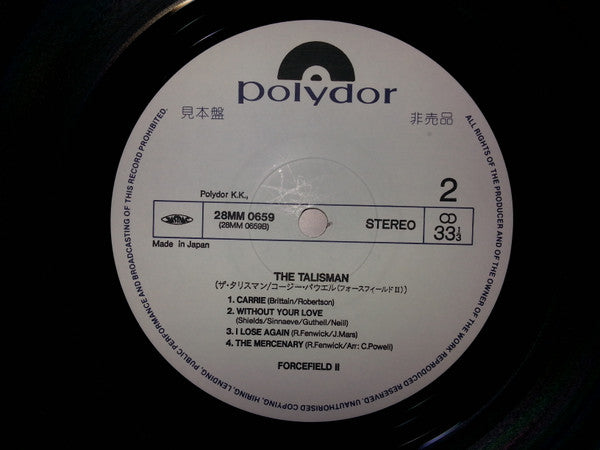 polydor
見本盤
非売品
Polydor K.K.,
2
28MM 0659
(28MM 0659B)
STEREO
33 1/3
Made in Japan
THE TALISMAN
(ザ・タリスマン/コージー・パウエル(フォースフィールドII))
1. CARRIE (Brittain/Robertson)
2. WITHOUT YOUR LOVE
(Shields/Sinnaeve/Guthell/Neill)
3. I LOSE AGAIN (R.Fenwick/J.Mars)
4. THE MERCENARY (R.Fenwick/Arr: C.Powell)
FORCEFIELD II
ALL RIGHTS OF THE PRODUCER AND OF THE OWNER OF THE WORK REPRODUCED RESERVED. UNAUTHORISED COPYING, HIRING, LENDING, PUBLIC PERFORMANCE AND BROADCASTING OF THIS RECORD PROHIBITED.